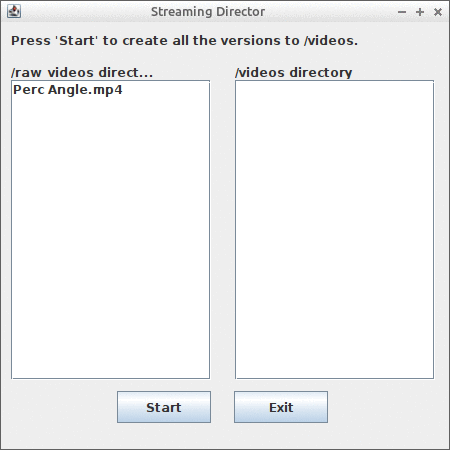 Streaming Director
Press 'Start' to create all the versions to /videos.
/raw videos direct...
/videos directory
Perc Angle.mp4
Start
Exit